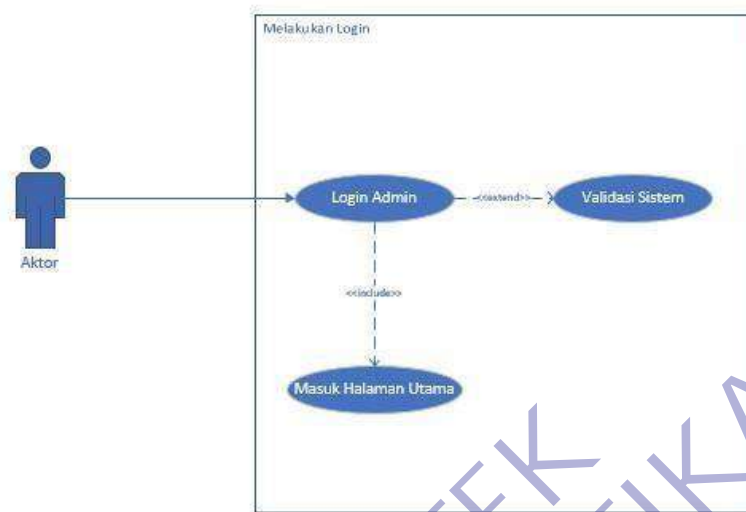 Melakukan Login
Login Admin
<<extend>>
Validasi Sistem
Aktor
<<include>>
Masuk Halaman Utama